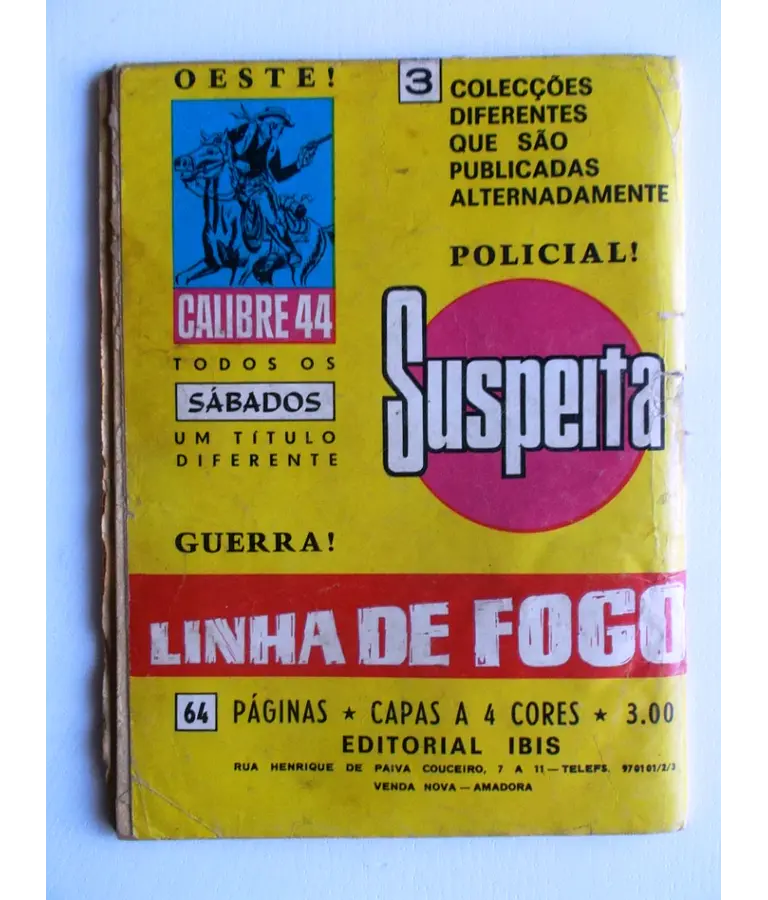 OESTE!
CALIBRE 44
TODOS OS
SÁBADOS
UM TÍTULO
DIFERENTE
3 COLECÇÕES
DIFERENTES
QUE SÃO
PUBLICADAS
ALTERNADAMENTE
POLICIAL!
Suspeita
GUERRA!
LINHA DE FOGO
64 PÁGINAS ★ CAPAS A 4 CORES ★ 3.00
EDITORIAL IBIS
RUA HENRIQUE DE PAIVA COUCEIRO, 7 A 11 — TELEFS. 970101/2/3
VENDA NOVA — AMADORA